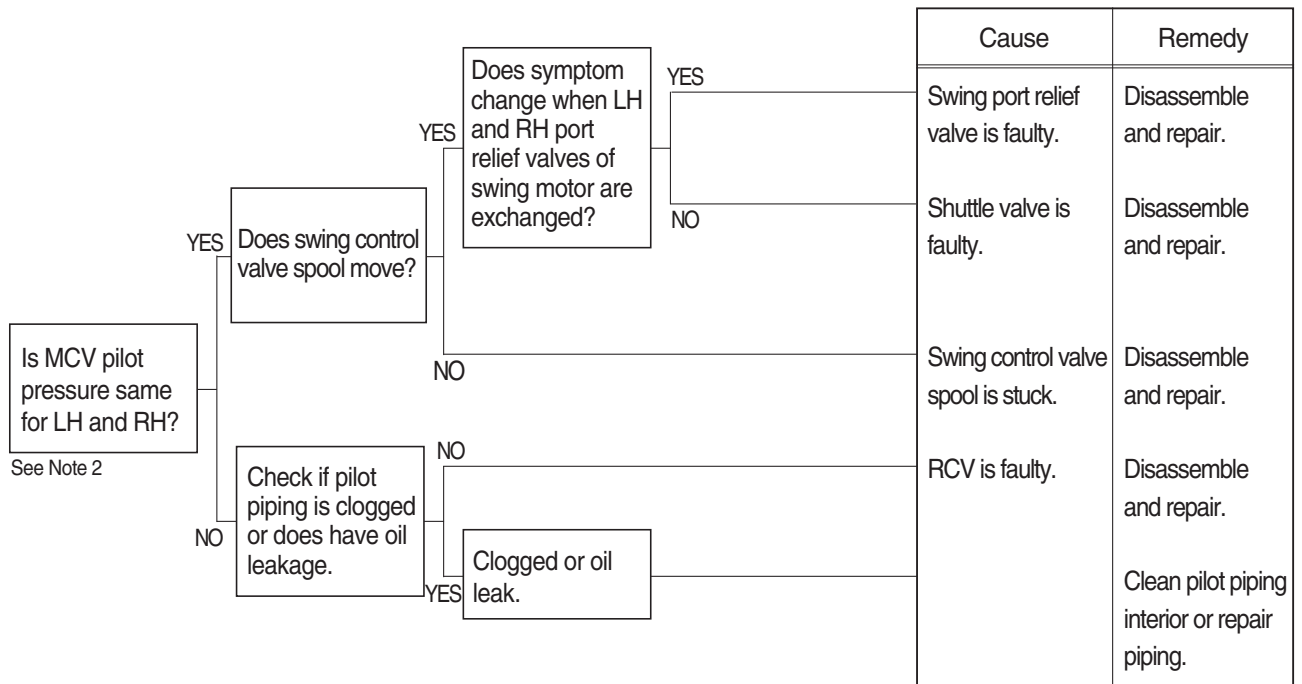 Is MCV pilot
pressure same
for LH and RH?
See Note 2
YES
Does swing control
valve spool move?
YES
Does symptom
change when LH
and RH port
relief valves of
swing motor are
exchanged?
YES
NO
NO
NO
Check if pilot
piping is clogged
or does have oil
leakage.
NO
YES
Clogged or oil
leak.
Cause
Remedy
Swing port relief
valve is faulty.
Disassemble
and repair.
Shuttle valve is
faulty.
Disassemble
and repair.
Swing control valve
spool is stuck.
Disassemble
and repair.
RCV is faulty.
Disassemble
and repair.
Clean pilot piping
interior or repair
piping.